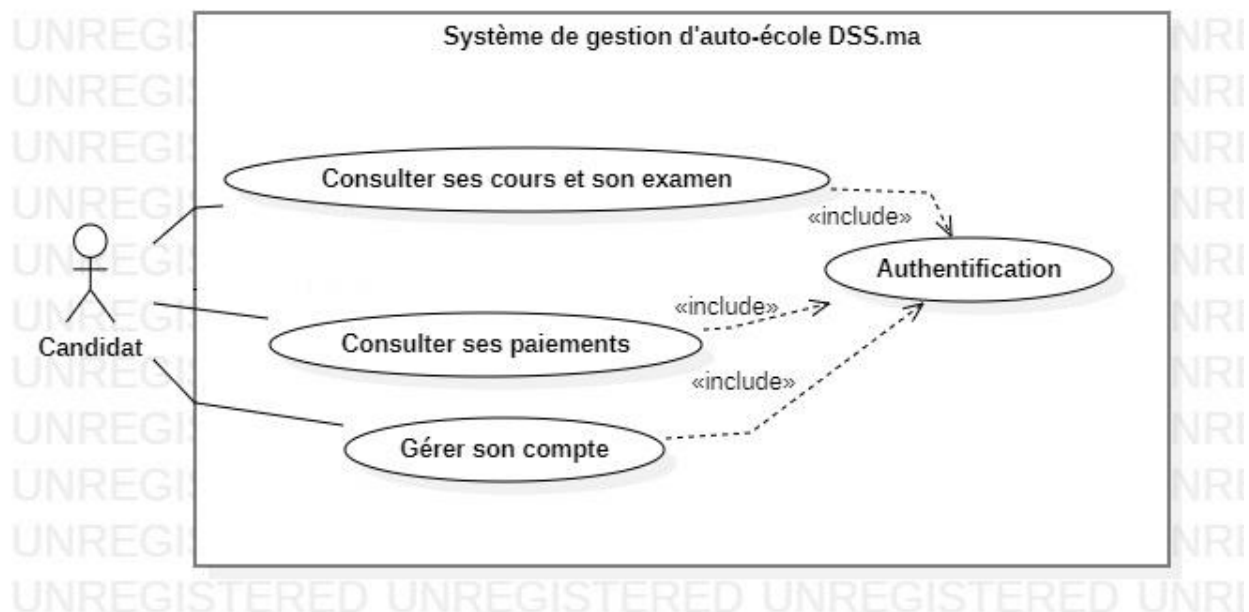 Système de gestion d'auto-école DSS.ma
Consulter ses cours et son examen
«include»
Authentification
«include»
Candidat
Consulter ses paiements
«include»
Gérer son compte
UNREGISTERED UNREGISTERED UNRE